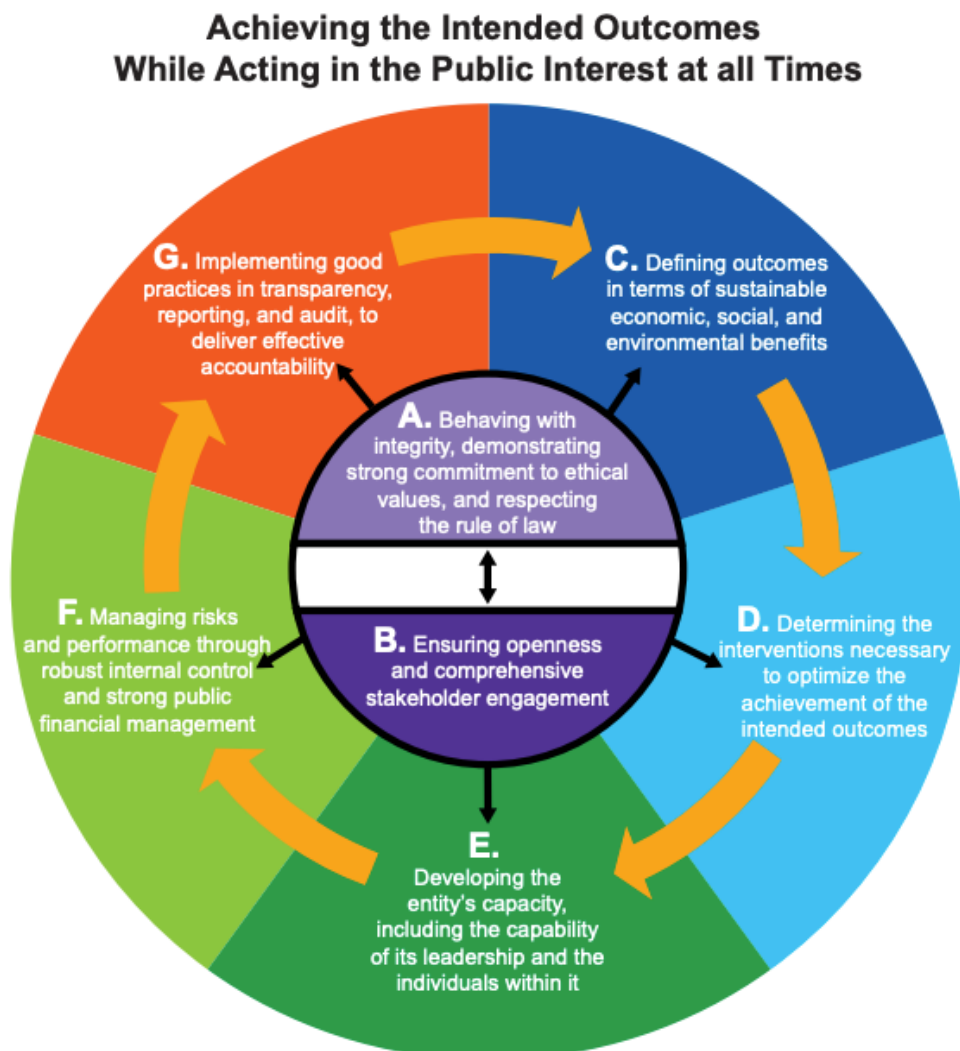 Achieving the Intended Outcomes
While Acting in the Public Interest at all Times
G. Implementing good
practices in transparency,
reporting, and audit, to
deliver effective
accountability
C. Defining outcomes
in terms of sustainable
economic, social, and
environmental benefits
A. Behaving with
integrity, demonstrating
strong commitment to ethical
values, and respecting
the rule of law
B. Ensuring openness
and comprehensive
stakeholder engagement
F. Managing risks
and performance through
robust internal control
and strong public
financial management
D. Determining the
interventions necessary
to optimize the
achievement of the
intended outcomes
E.
Developing the
entity's capacity,
including the capability
of its leadership and the
individuals within it